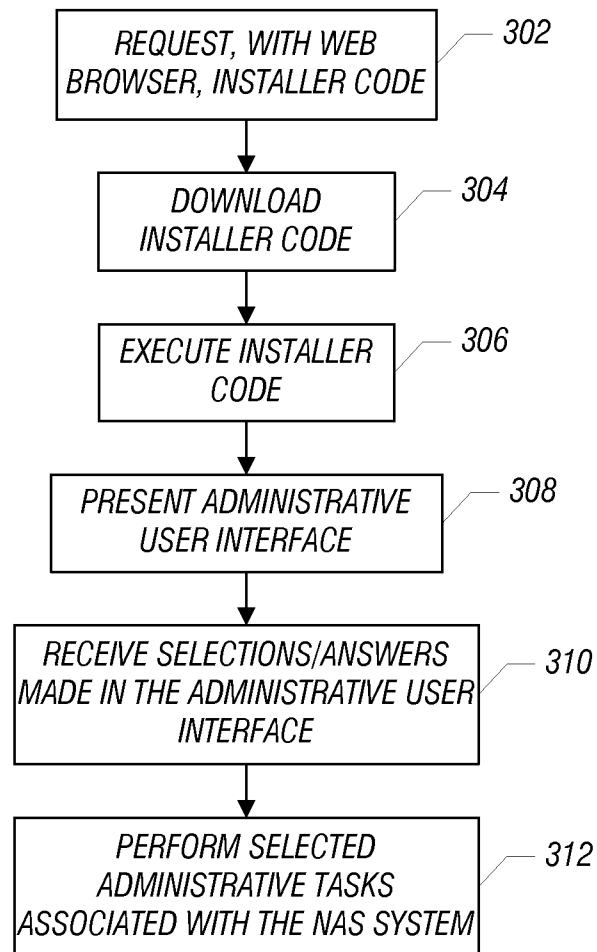 REQUEST, WITH WEB
BROWSER, INSTALLER CODE
302
DOWNLOAD
INSTALLER CODE
304
EXECUTE INSTALLER
CODE
306
PRESENT ADMINISTRATIVE
USER INTERFACE
308
RECEIVE SELECTIONS/ANSWERS
MADE IN THE ADMINISTRATIVE USER
INTERFACE
310
PERFORM SELECTED
ADMINISTRATIVE TASKS
ASSOCIATED WITH THE NAS SYSTEM
312